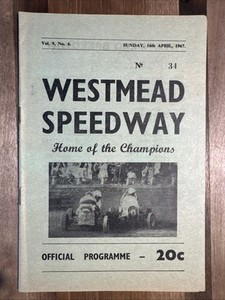 Vol. 9, No. 6. SUNDAY, 16th APRIL, 1967.
No 34
WESTMEAD
SPEEDWAY
Home of the Champions
OFFICIAL PROGRAMME — 20c